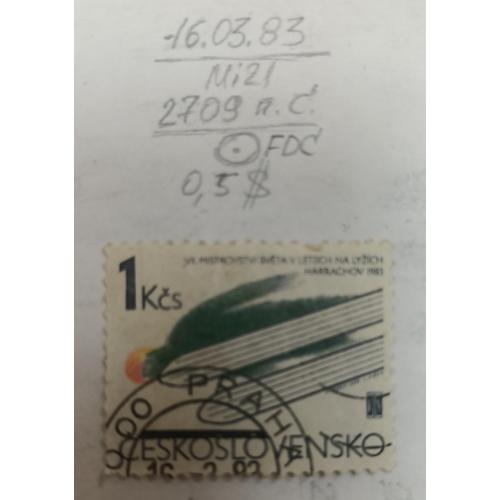 16.03.83
Mi21
2709 п.č.
FDC
0,5 $
VII. MISTROVSTVÍ SVĚTA V LETECH NA LYŽÍCH
HARRACHOV 1983
1 Kčs
PRAHA
ČESKOSLOVENSKO